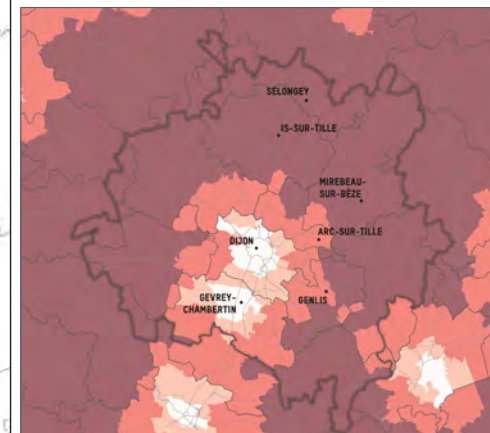 SELONGEY
IS-SUR-TILLE
MIREBEAU-
SUR-BÈZE
ARC-SUR-TILLE
DIJON
GEVREY-
CHAMBERTIN
GENLIS